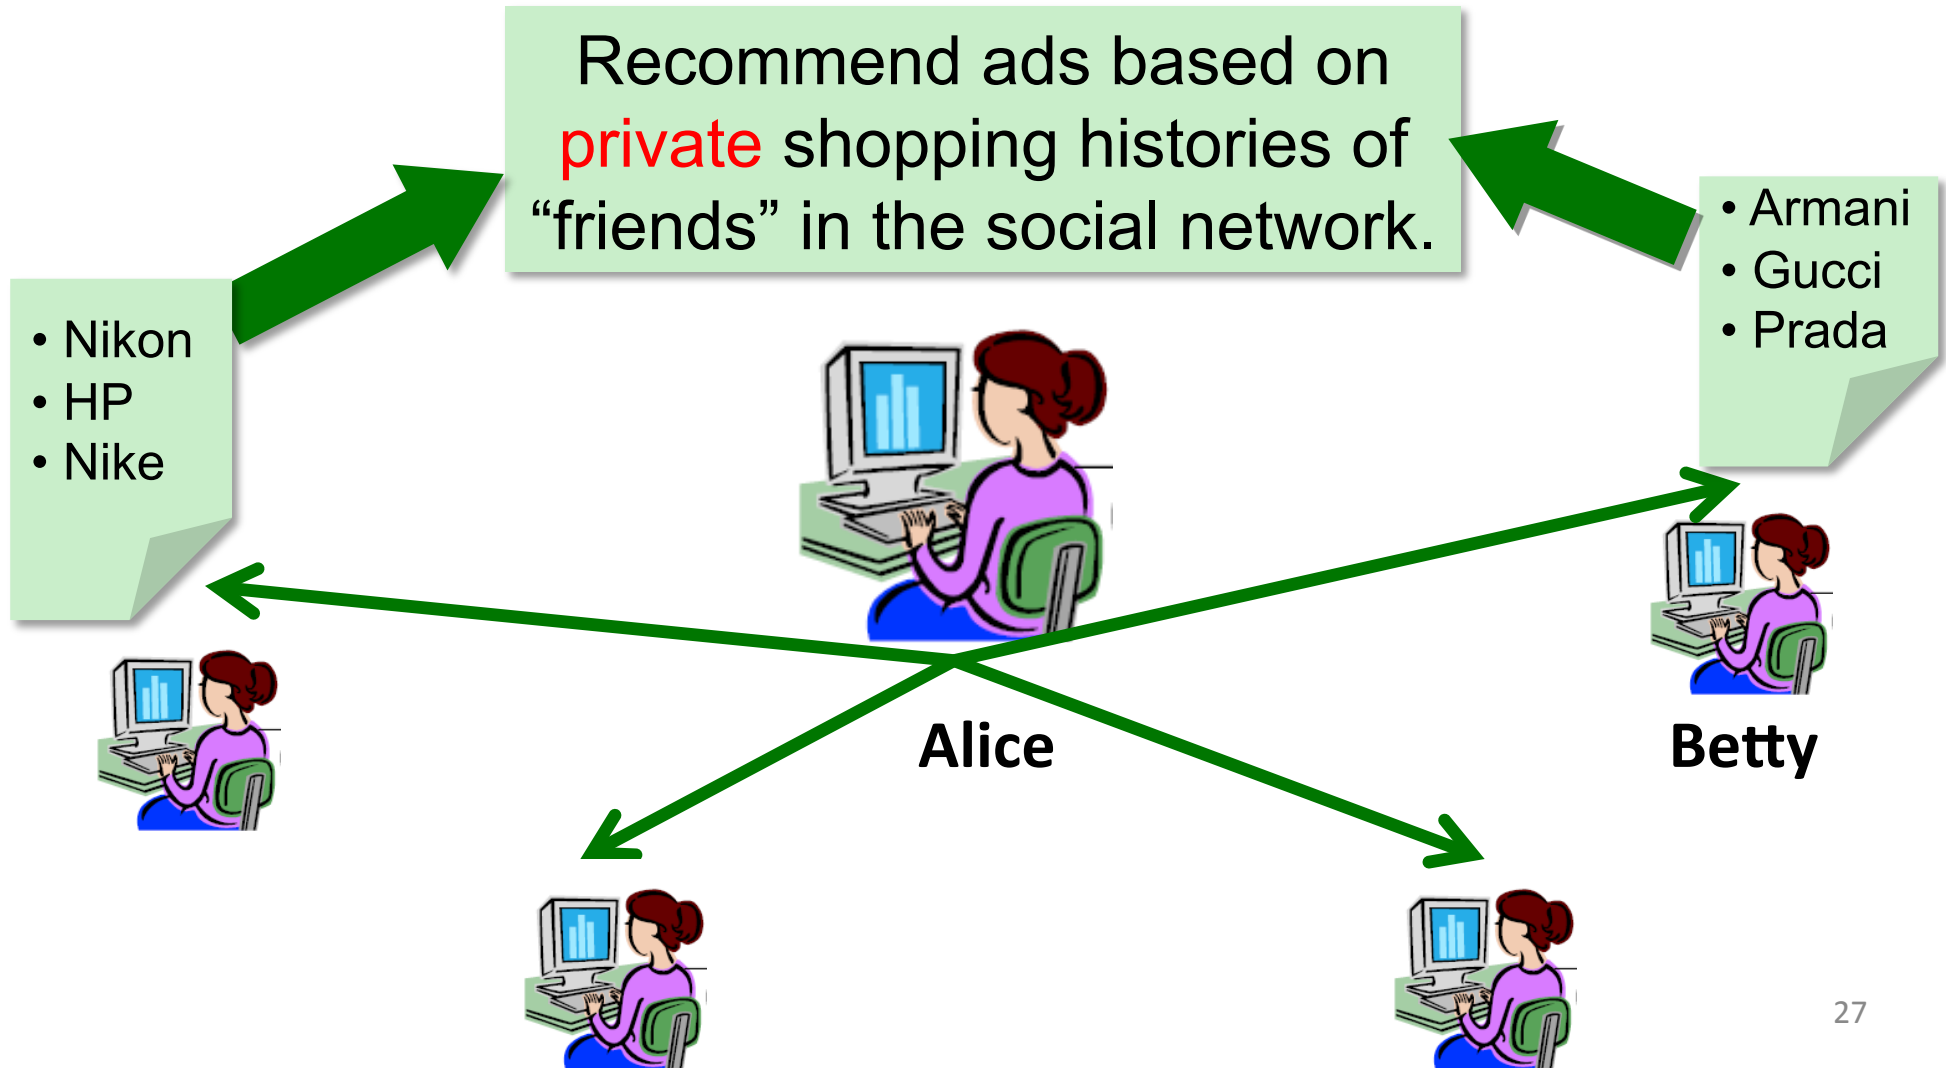 Recommend ads based on
private shopping histories of
“friends” in the social network.
• Armani
• Gucci
• Prada
• Nikon
• HP
• Nike
Alice
Betty
27